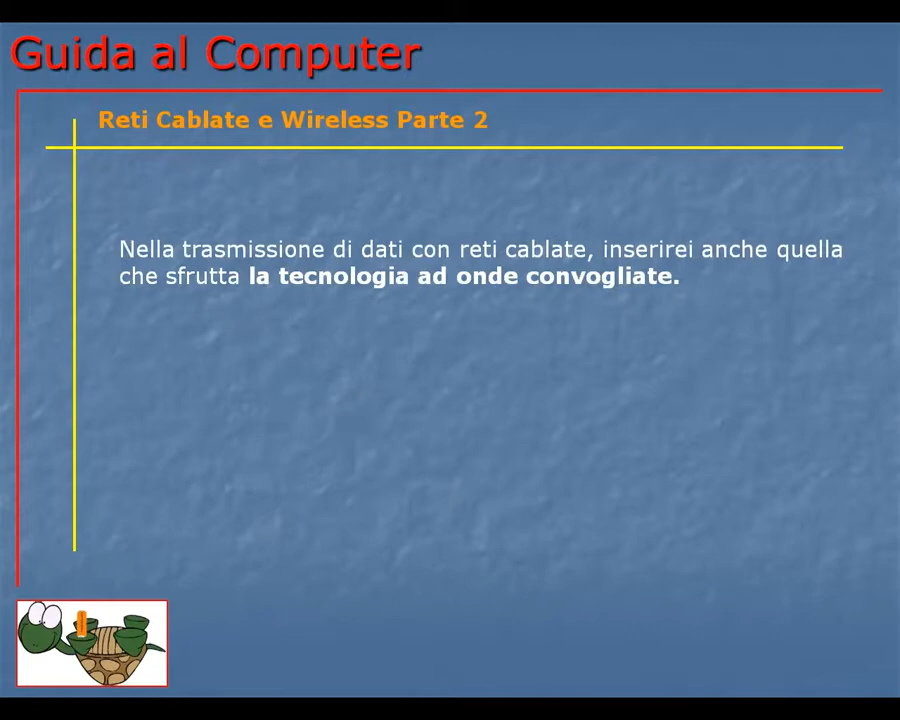 Guida al Computer
Reti Cablate e Wireless Parte 2
Nella trasmissione di dati con reti cablate, inserirei anche quella
che sfrutta la tecnologia ad onde convogliate.